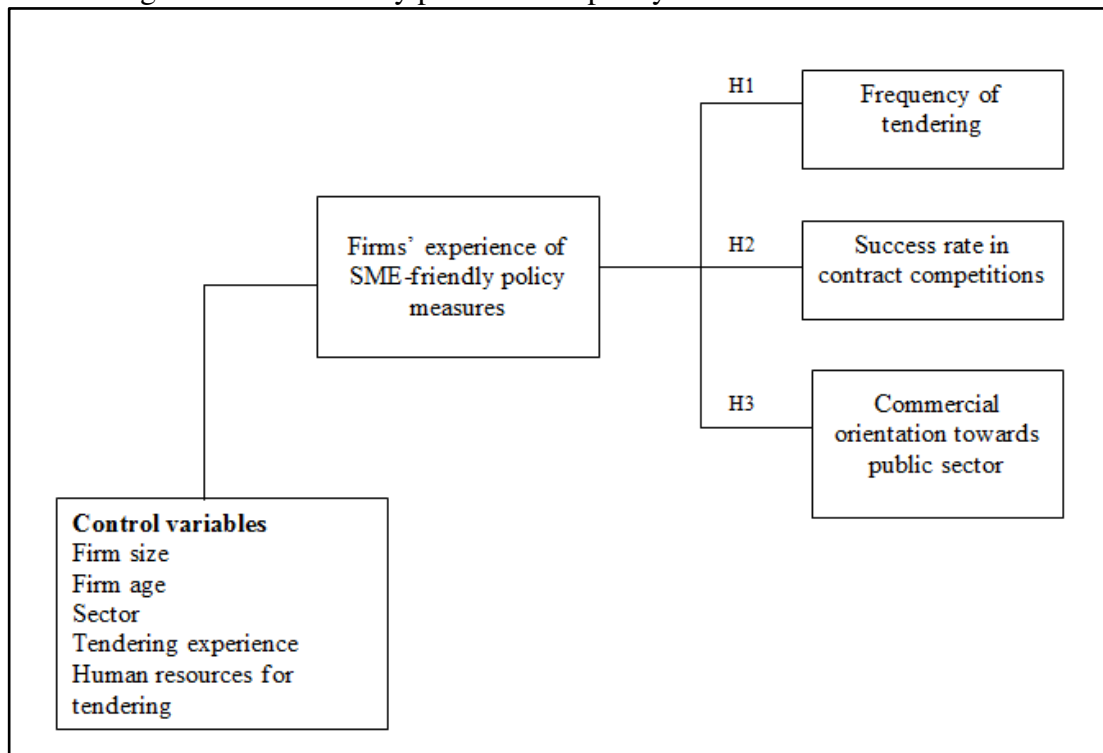 H1
Frequency of
tendering
Firms’ experience of
SME-friendly policy
measures
H2
Success rate in
contract competitions
H3
Commercial
orientation towards
public sector
Control variables
Firm size
Firm age
Sector
Tendering experience
Human resources for
tendering